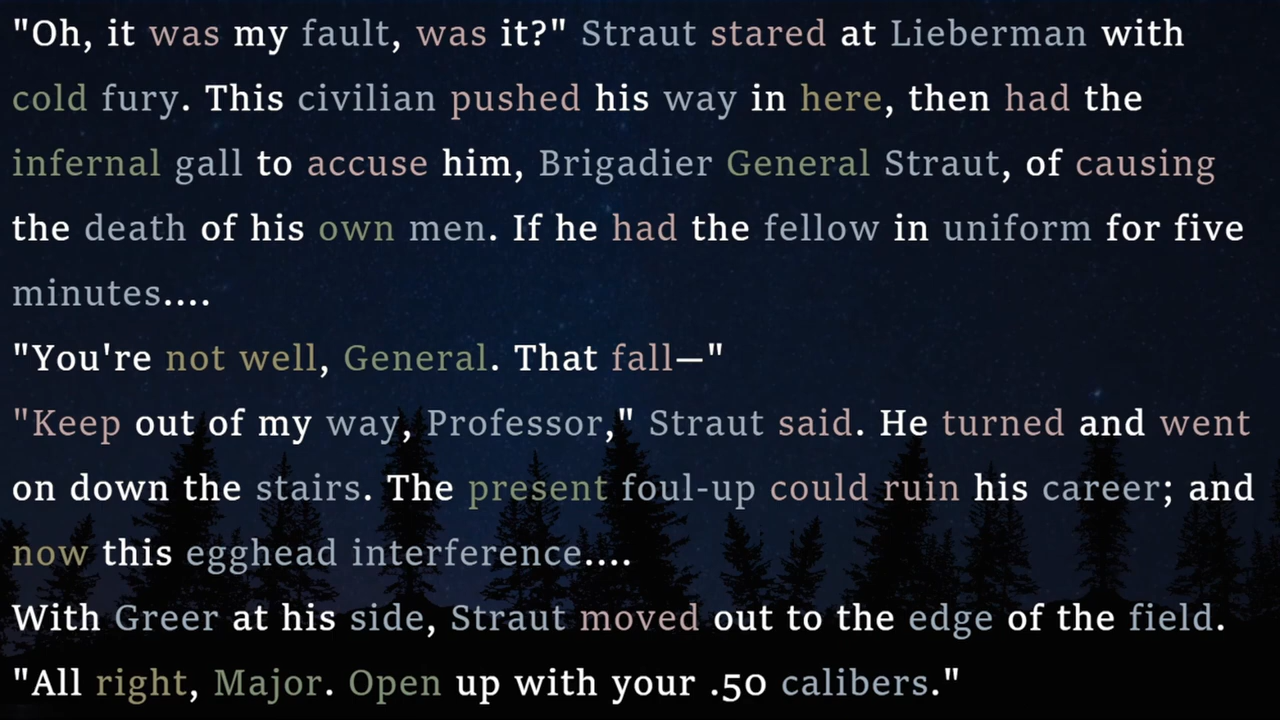 "Oh, it was my fault, was it?" Straut stared at Lieberman with
cold fury. This civilian pushed his way in here, then had the
infernal gall to accuse him, Brigadier General Straut, of causing
the death of his own men. If he had the fellow in uniform for five
minutes....
"You're not well, General. That fall—"
"Keep out of my way, Professor," Straut said. He turned and went
on down the stairs. The present foul-up could ruin his career; and
now this egghead interference....
With Greer at his side, Straut moved out to the edge of the field.
"All right, Major. Open up with your .50 calibers."